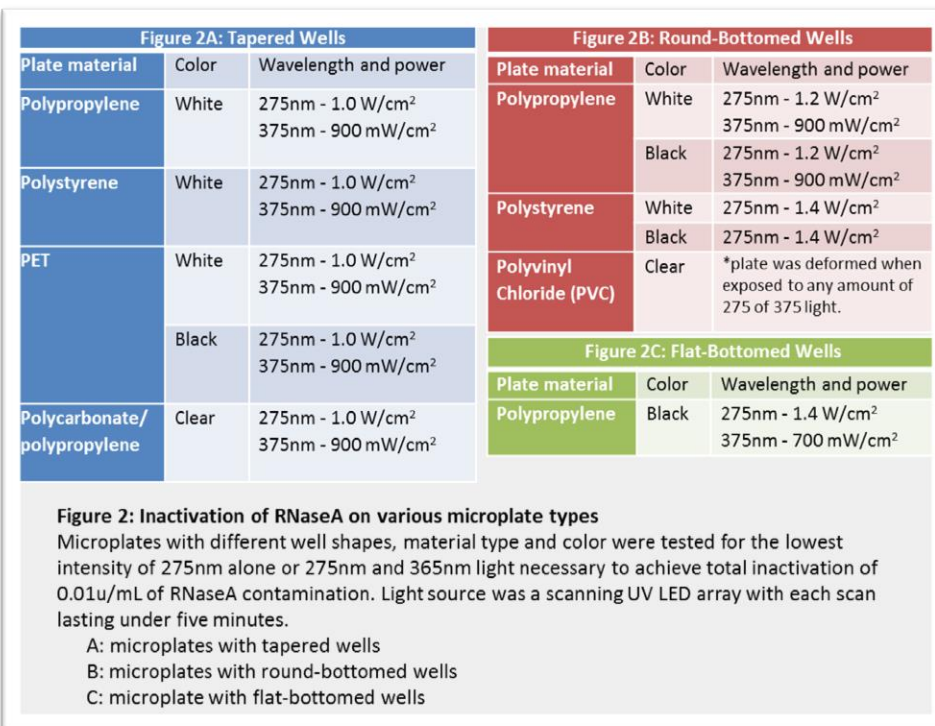 Figure 2A: Tapered Wells
Plate material Color Wavelength and power
Polypropylene White 275nm - 1.0 W/cm²
375nm - 900 mW/cm²
Polystyrene White 275nm - 1.0 W/cm²
375nm - 900 mW/cm²
PET White 275nm - 1.0 W/cm²
375nm - 900 mW/cm²
Black 275nm - 1.0 W/cm²
375nm - 900 mW/cm²
Polycarbonate/ Clear 275nm - 1.0 W/cm²
polypropylene 375nm - 900 mW/cm²
Figure 2B: Round-Bottomed Wells
Plate material Color Wavelength and power
Polypropylene White 275nm - 1.2 W/cm²
375nm - 900 mW/cm²
Black 275nm - 1.2 W/cm²
375nm - 900 mW/cm²
Polystyrene White 275nm - 1.4 W/cm²
Black 275nm - 1.4 W/cm²
Polyvinyl Clear *plate was deformed when
Chloride (PVC) exposed to any amount of
275 of 375 light.
Figure 2C: Flat-Bottomed Wells
Plate material Color Wavelength and power
Polypropylene Black 275nm - 1.4 W/cm²
375nm - 700 mW/cm²
Figure 2: Inactivation of RNaseA on various microplate types
Microplates with different well shapes, material type and color were tested for the lowest
intensity of 275nm alone or 275nm and 365nm light necessary to achieve total inactivation of
0.01u/mL of RNaseA contamination. Light source was a scanning UV LED array with each scan
lasting under five minutes.
A: microplates with tapered wells
B: microplates with round-bottomed wells
C: microplate with flat-bottomed wells